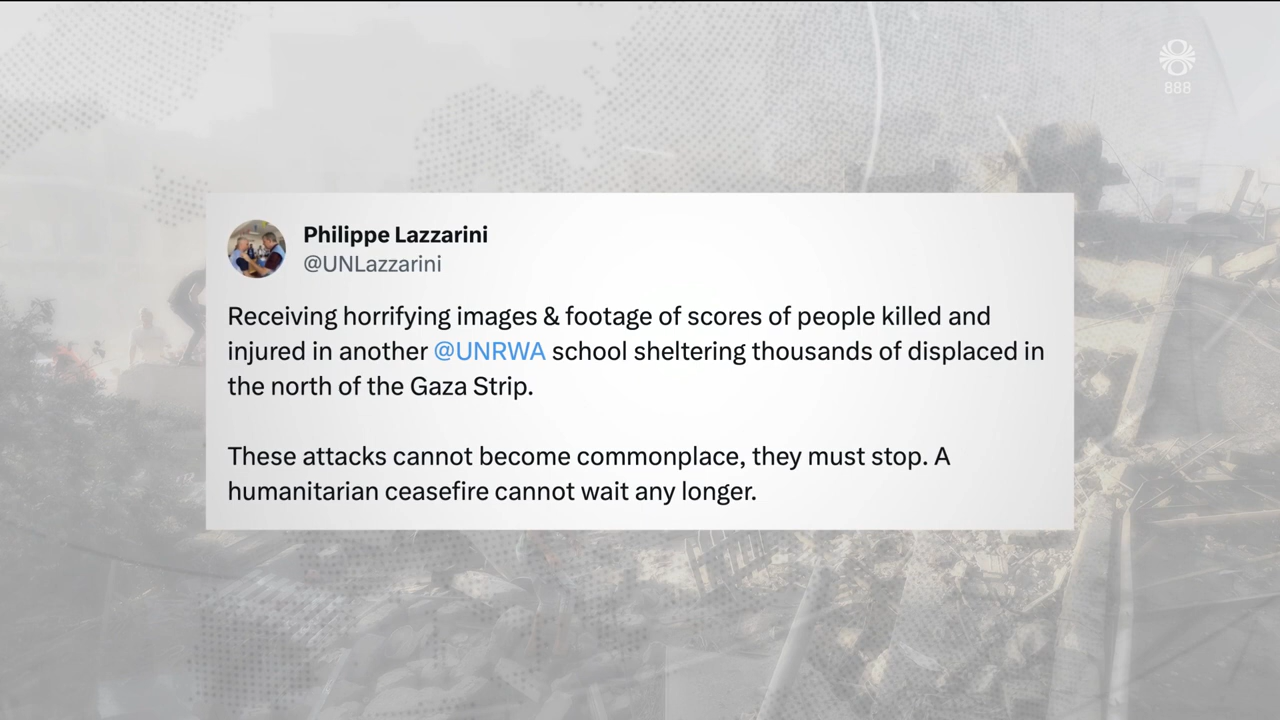 888
Philippe Lazzarini
@UNLazzarini
Receiving horrifying images & footage of scores of people killed and
injured in another @UNRWA school sheltering thousands of displaced in
the north of the Gaza Strip.
These attacks cannot become commonplace, they must stop. A
humanitarian ceasefire cannot wait any longer.